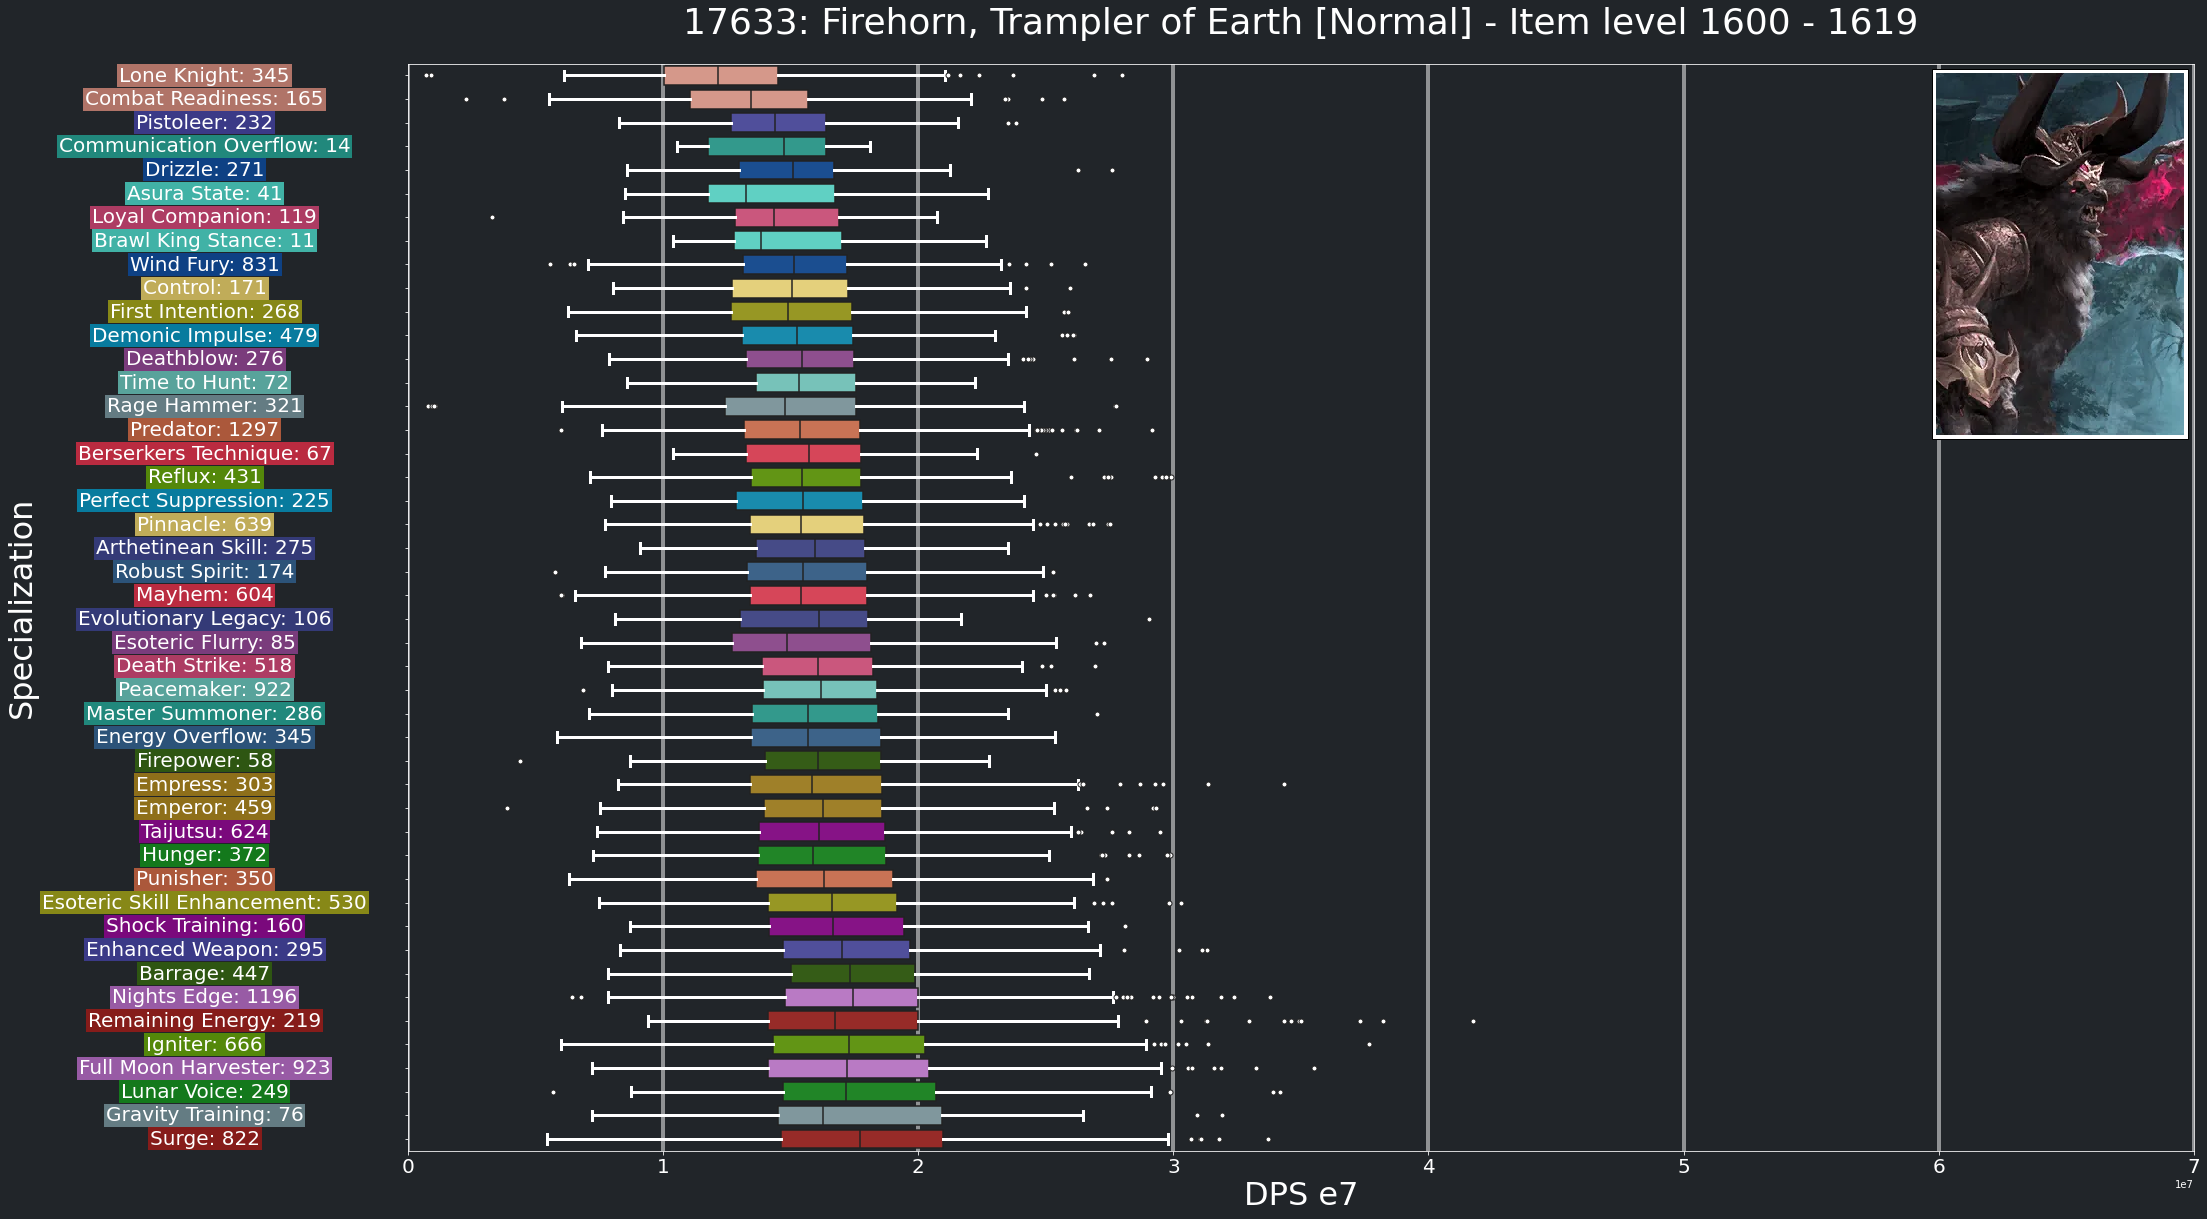 17633: Firehorn, Trampler of Earth [Normal] - Item level 1600 - 1619
Specialization
Lone Knight: 345
Combat Readiness: 165
Pistoleer: 232
Communication Overflow: 14
Drizzle: 271
Asura State: 41
Loyal Companion: 119
Brawl King Stance: 11
Wind Fury: 831
Control: 171
First Intention: 268
Demonic Impulse: 479
Deathblow: 276
Time to Hunt: 72
Rage Hammer: 321
Predator: 1297
Berserkers Technique: 67
Reflux: 431
Perfect Suppression: 225
Pinnacle: 639
Arthetinean Skill: 275
Robust Spirit: 174
Mayhem: 604
Evolutionary Legacy: 106
Esoteric Flurry: 85
Death Strike: 518
Peacemaker: 922
Master Summoner: 286
Energy Overflow: 345
Firepower: 58
Empress: 303
Emperor: 459
Taijutsu: 624
Hunger: 372
Punisher: 350
Esoteric Skill Enhancement: 530
Shock Training: 160
Enhanced Weapon: 295
Barrage: 447
Nights Edge: 1196
Remaining Energy: 219
Igniter: 666
Full Moon Harvester: 923
Lunar Voice: 249
Gravity Training: 76
Surge: 822
0 1 2 3 4 5 6 7
DPS e7
1e7